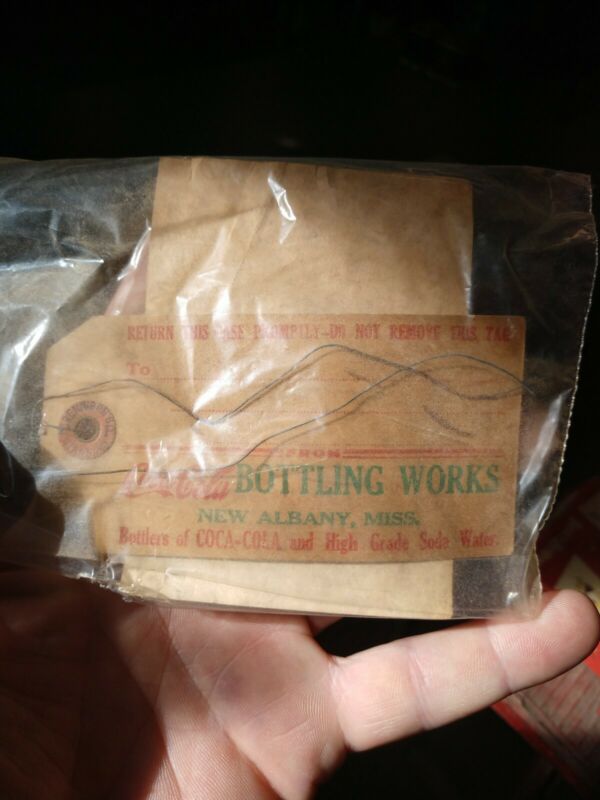 RETURN THIS CASE PROMPTLY-DO NOT REMOVE THIS TAG
To
FROM
Coca-Cola BOTTLING WORKS
NEW ALBANY, MISS.
Bottlers of COCA-COLA and High Grade Soda Water.